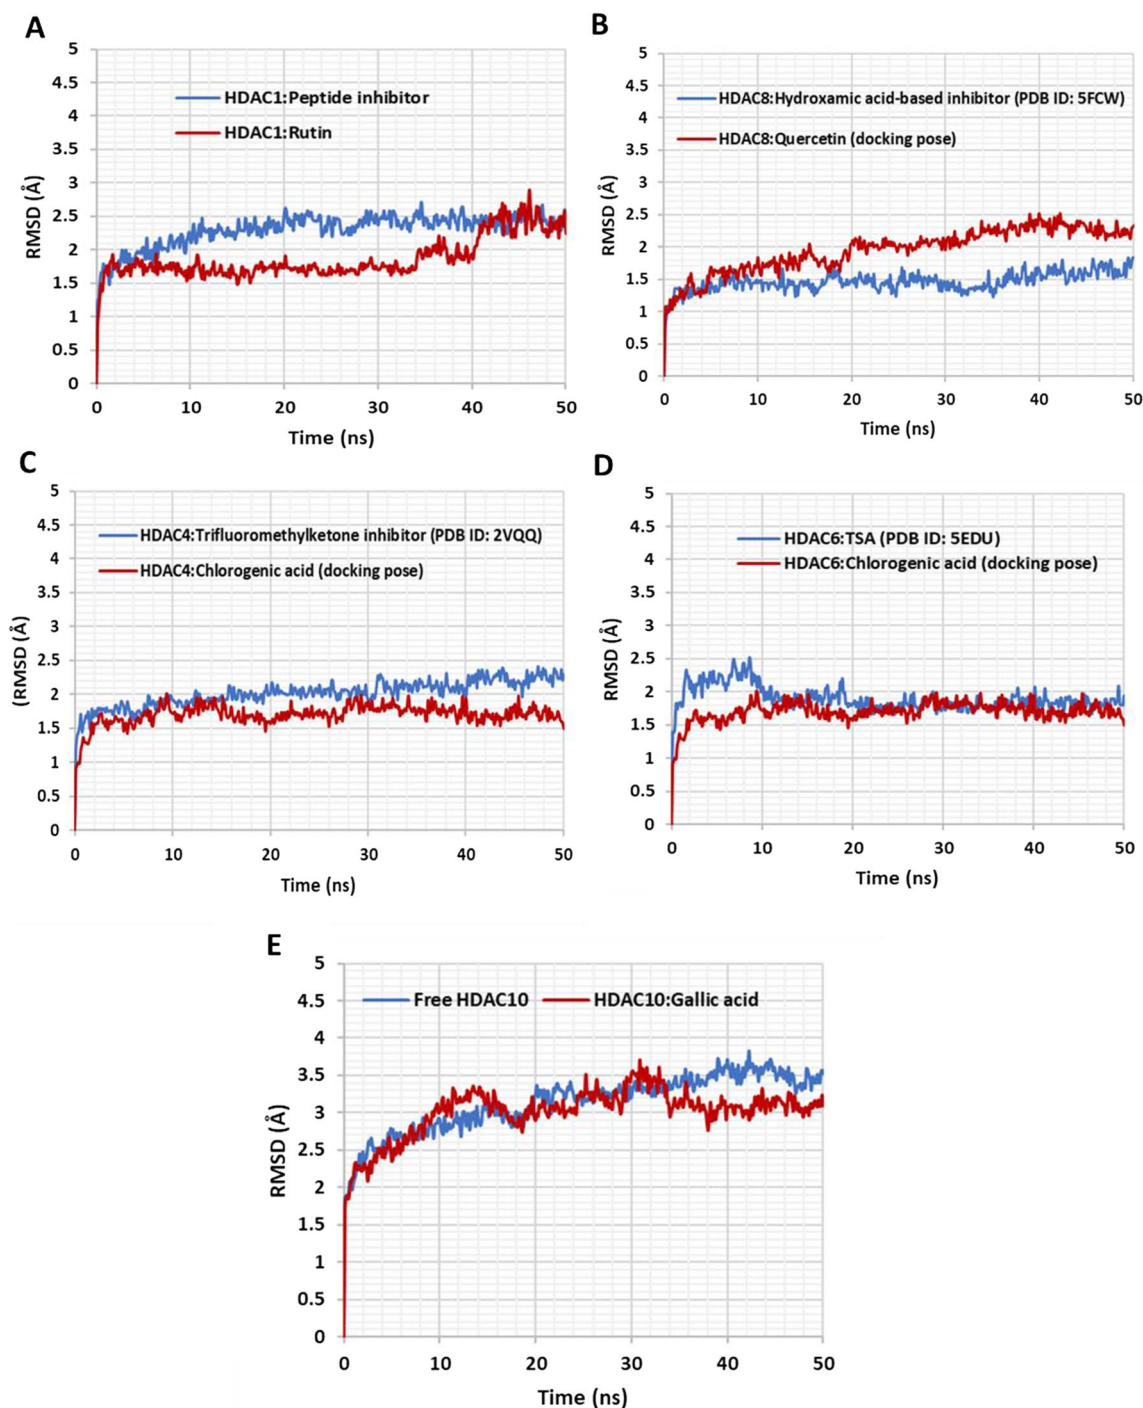 A
5
4.5
4
3.5
3
2.5
2
1.5
1
0.5
0
RMSD (Å)
HDAC1:Peptide inhibitor
HDAC1:Rutin
0 10 20 30 40 50
Time (ns)
B
5
4.5
4
3.5
3
2.5
2
1.5
1
0.5
0
RMSD (Å)
HDAC8:Hydroxamic acid-based inhibitor (PDB ID: 5FCW)
HDAC8:Quercetin (docking pose)
0 10 20 30 40 50
Time (ns)
C
5
4.5
4
3.5
3
2.5
2
1.5
1
0.5
0
(RMSD (Å)
HDAC4:Trifluoromethylketone inhibitor (PDB ID: 2VQQ)
HDAC4:Chlorogenic acid (docking pose)
0 10 20 30 40 50
Time (ns)
D
5
4.5
4
3.5
3
2.5
2
1.5
1
0.5
0
RMSD (Å)
HDAC6:TSA (PDB ID: 5EDU)
HDAC6:Chlorogenic acid (docking pose)
0 10 20 30 40 50
Time (ns)
E
5
4.5
4
3.5
3
2.5
2
1.5
1
0.5
0
RMSD (Å)
Free HDAC10 HDAC10:Gallic acid
0 10 20 30 40 50
Time (ns)